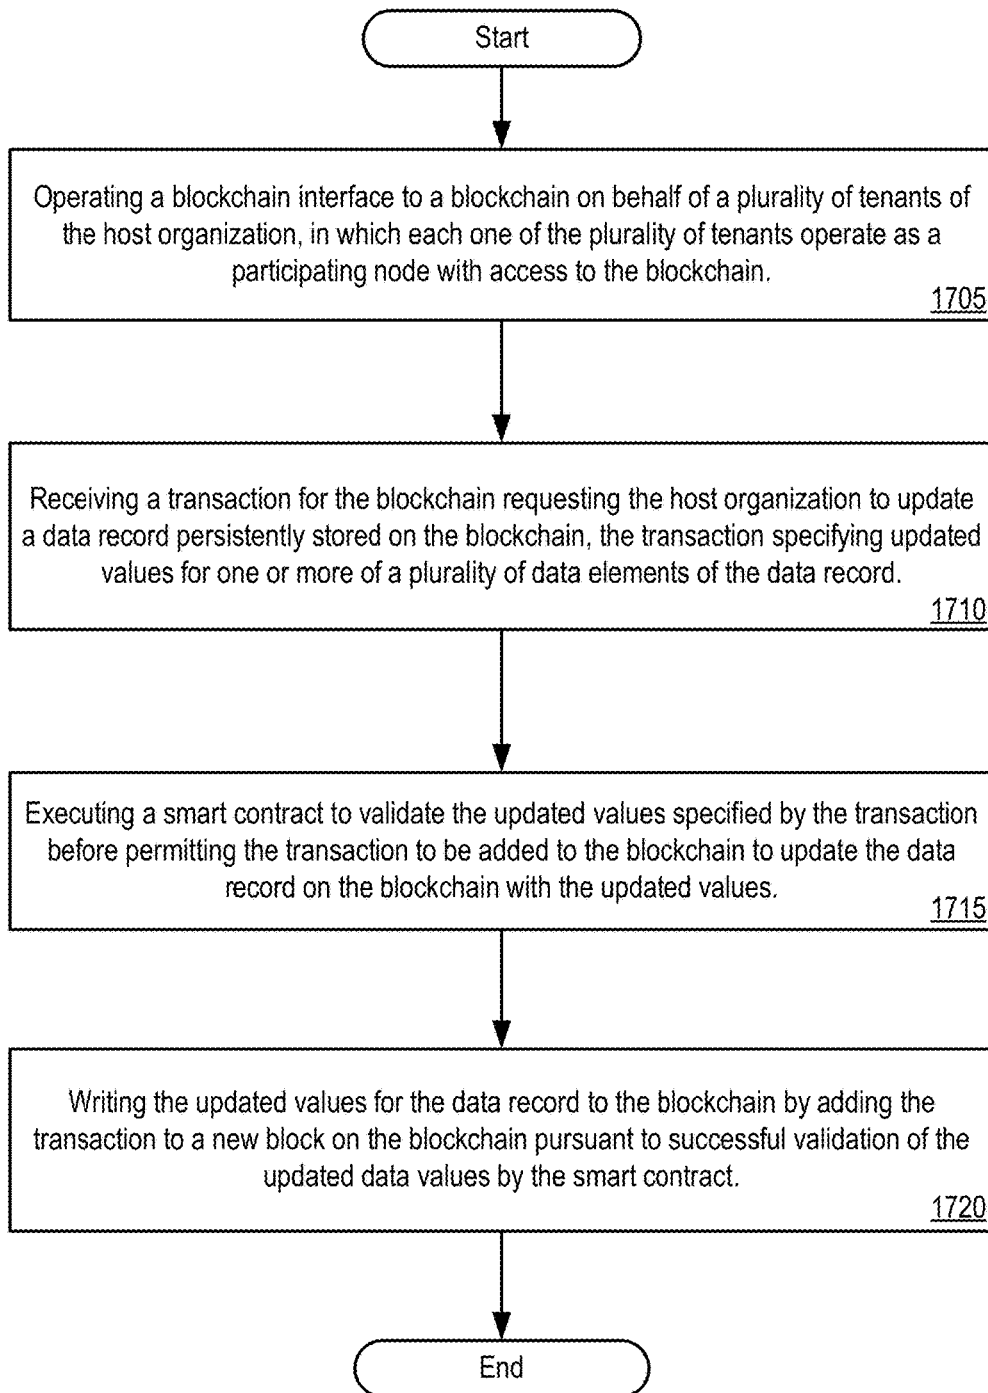 Start
Operating a blockchain interface to a blockchain on behalf of a plurality of tenants of
the host organization, in which each one of the plurality of tenants operate as a
participating node with access to the blockchain.
1705
Receiving a transaction for the blockchain requesting the host organization to update
a data record persistently stored on the blockchain, the transaction specifying updated
values for one or more of a plurality of data elements of the data record.
1710
Executing a smart contract to validate the updated values specified by the transaction
before permitting the transaction to be added to the blockchain to update the data
record on the blockchain with the updated values.
1715
Writing the updated values for the data record to the blockchain by adding the
transaction to a new block on the blockchain pursuant to successful validation of the
updated data values by the smart contract.
1720
End